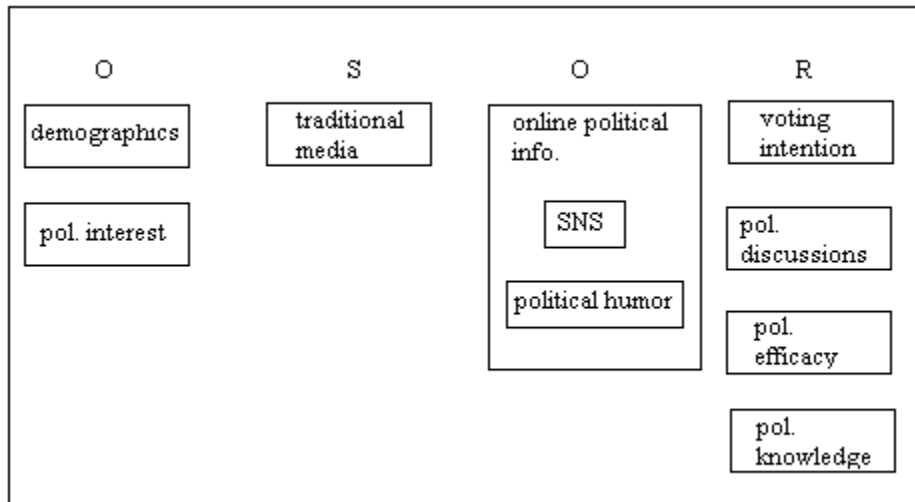 O
demographics
pol. interest
S
traditional
media
O
online political
info.
SNS
political humor
R
voting
intention
pol.
discussions
pol.
efficacy
pol.
knowledge